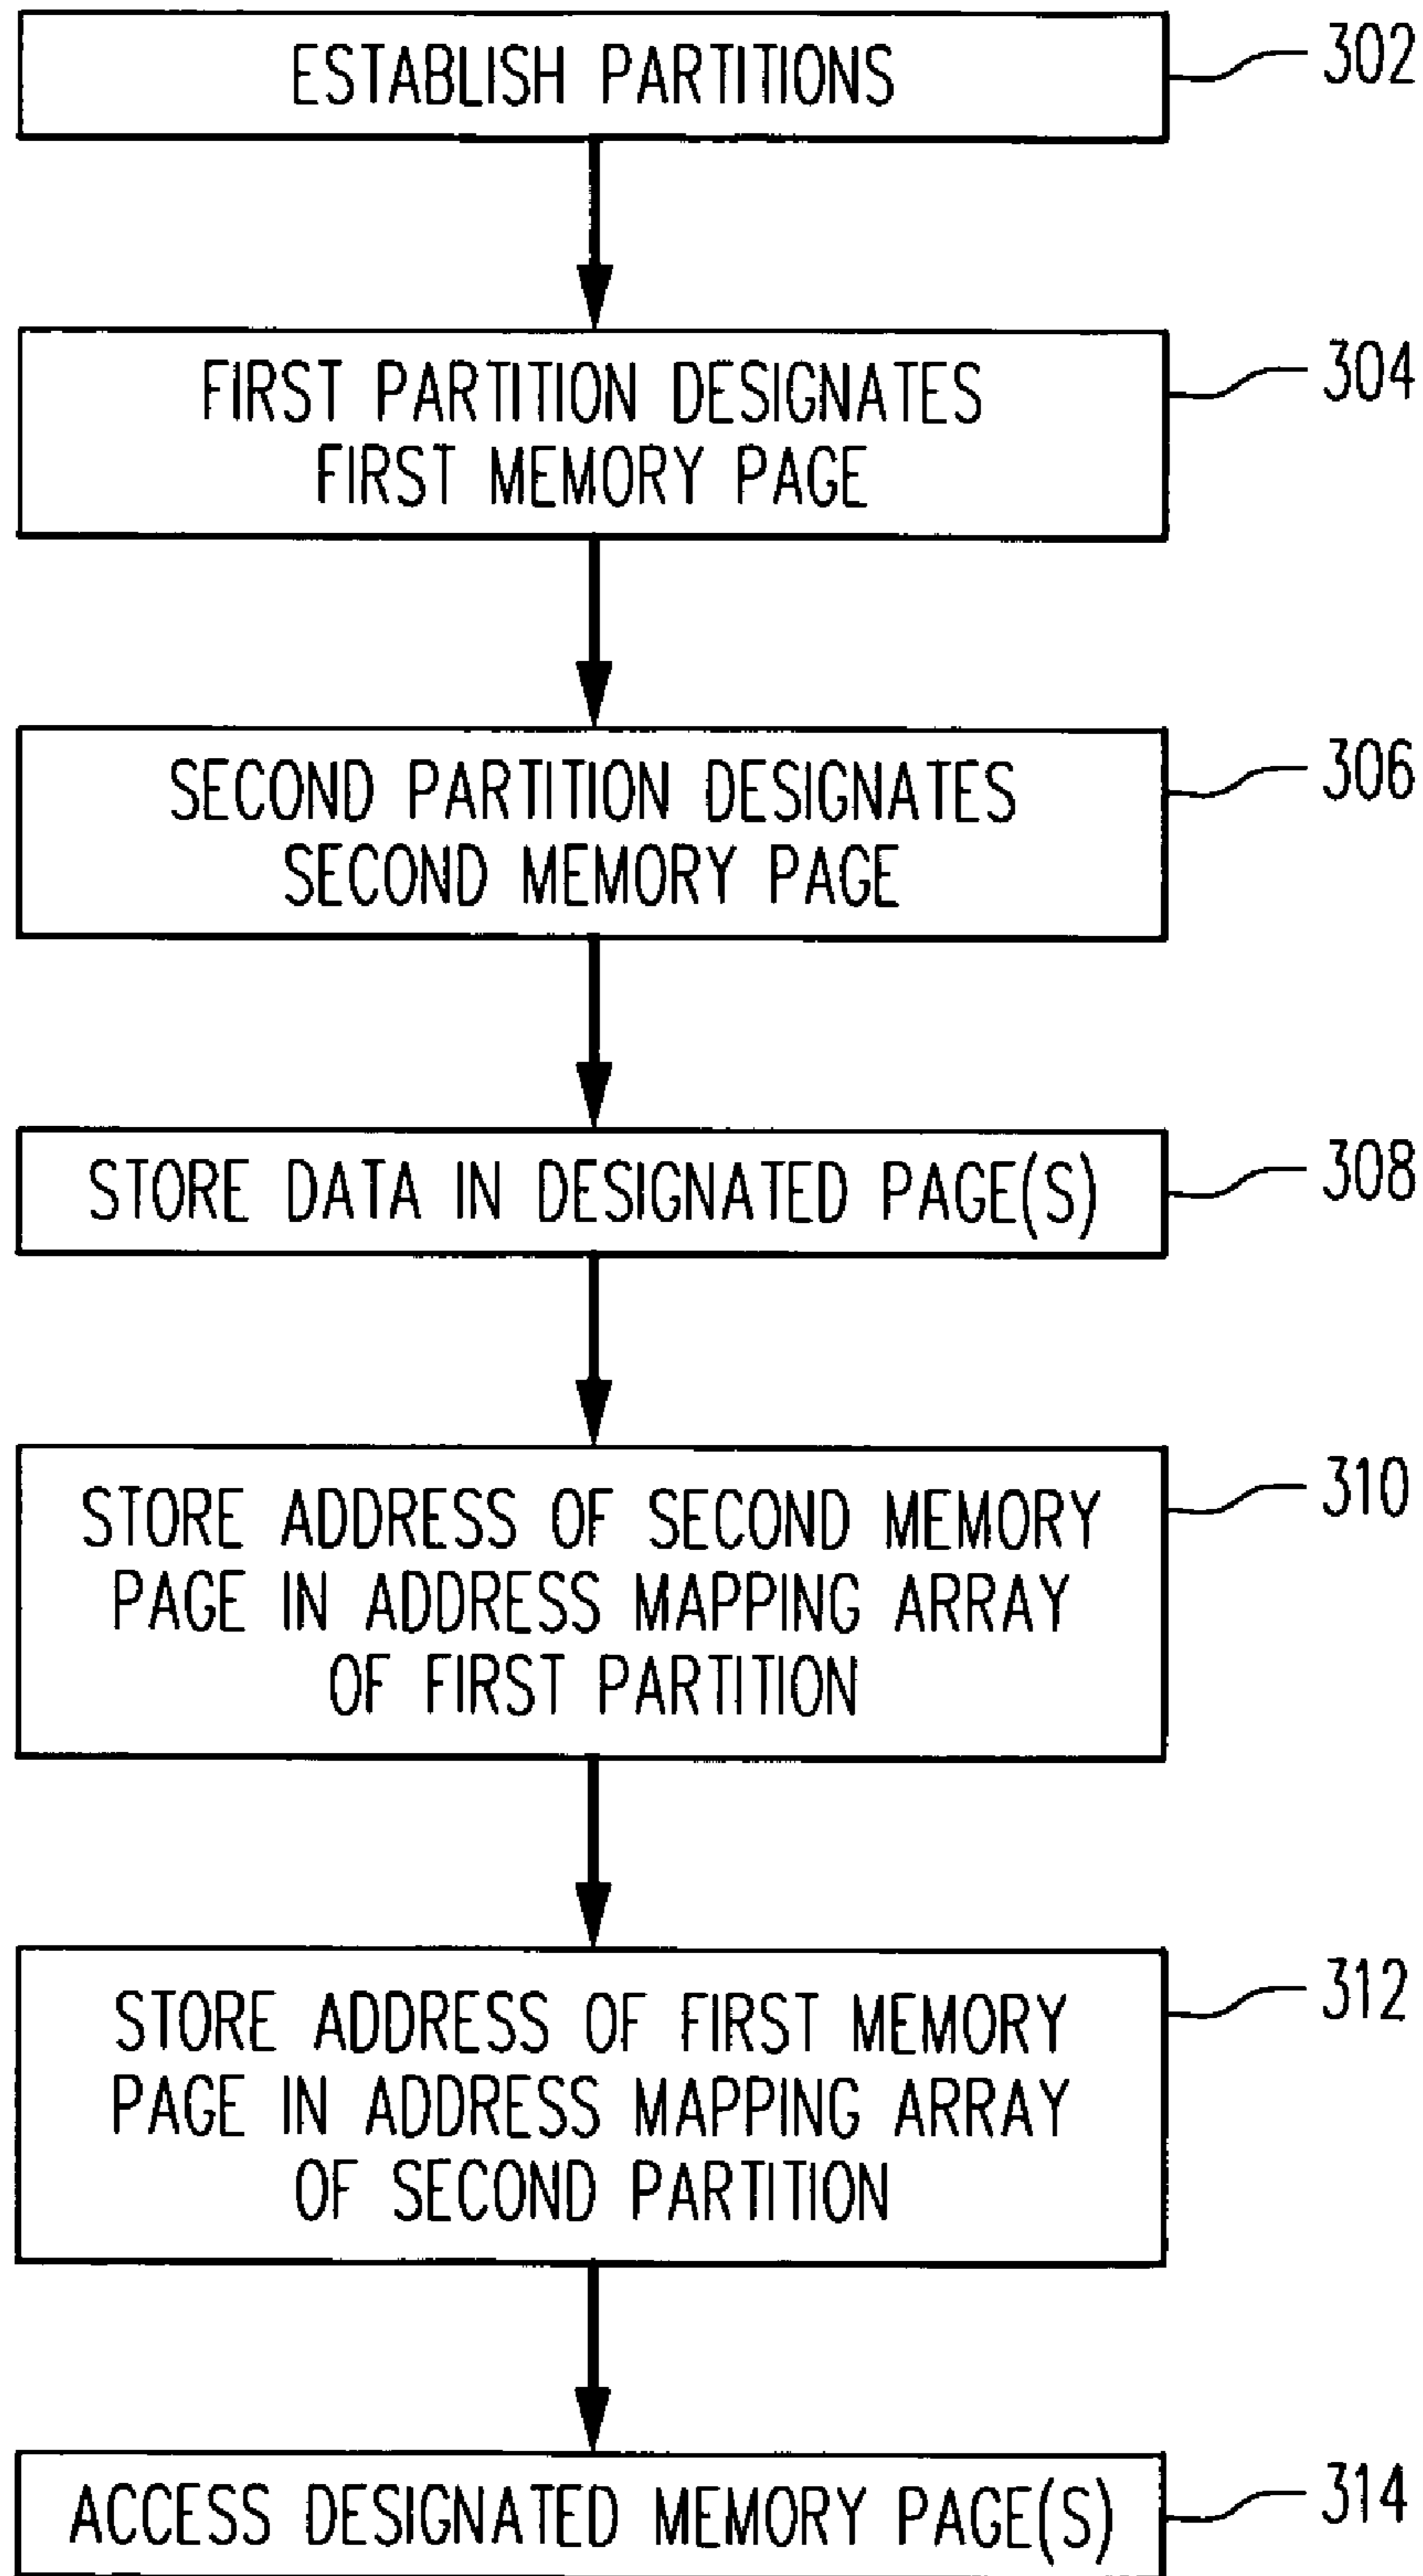 ESTABLISH PARTITIONS
302
FIRST PARTITION DESIGNATES
FIRST MEMORY PAGE
304
SECOND PARTITION DESIGNATES
SECOND MEMORY PAGE
306
STORE DATA IN DESIGNATED PAGE(S)
308
STORE ADDRESS OF SECOND MEMORY
PAGE IN ADDRESS MAPPING ARRAY
OF FIRST PARTITION
310
STORE ADDRESS OF FIRST MEMORY
PAGE IN ADDRESS MAPPING ARRAY
OF SECOND PARTITION
312
ACCESS DESIGNATED MEMORY PAGE(S)
314